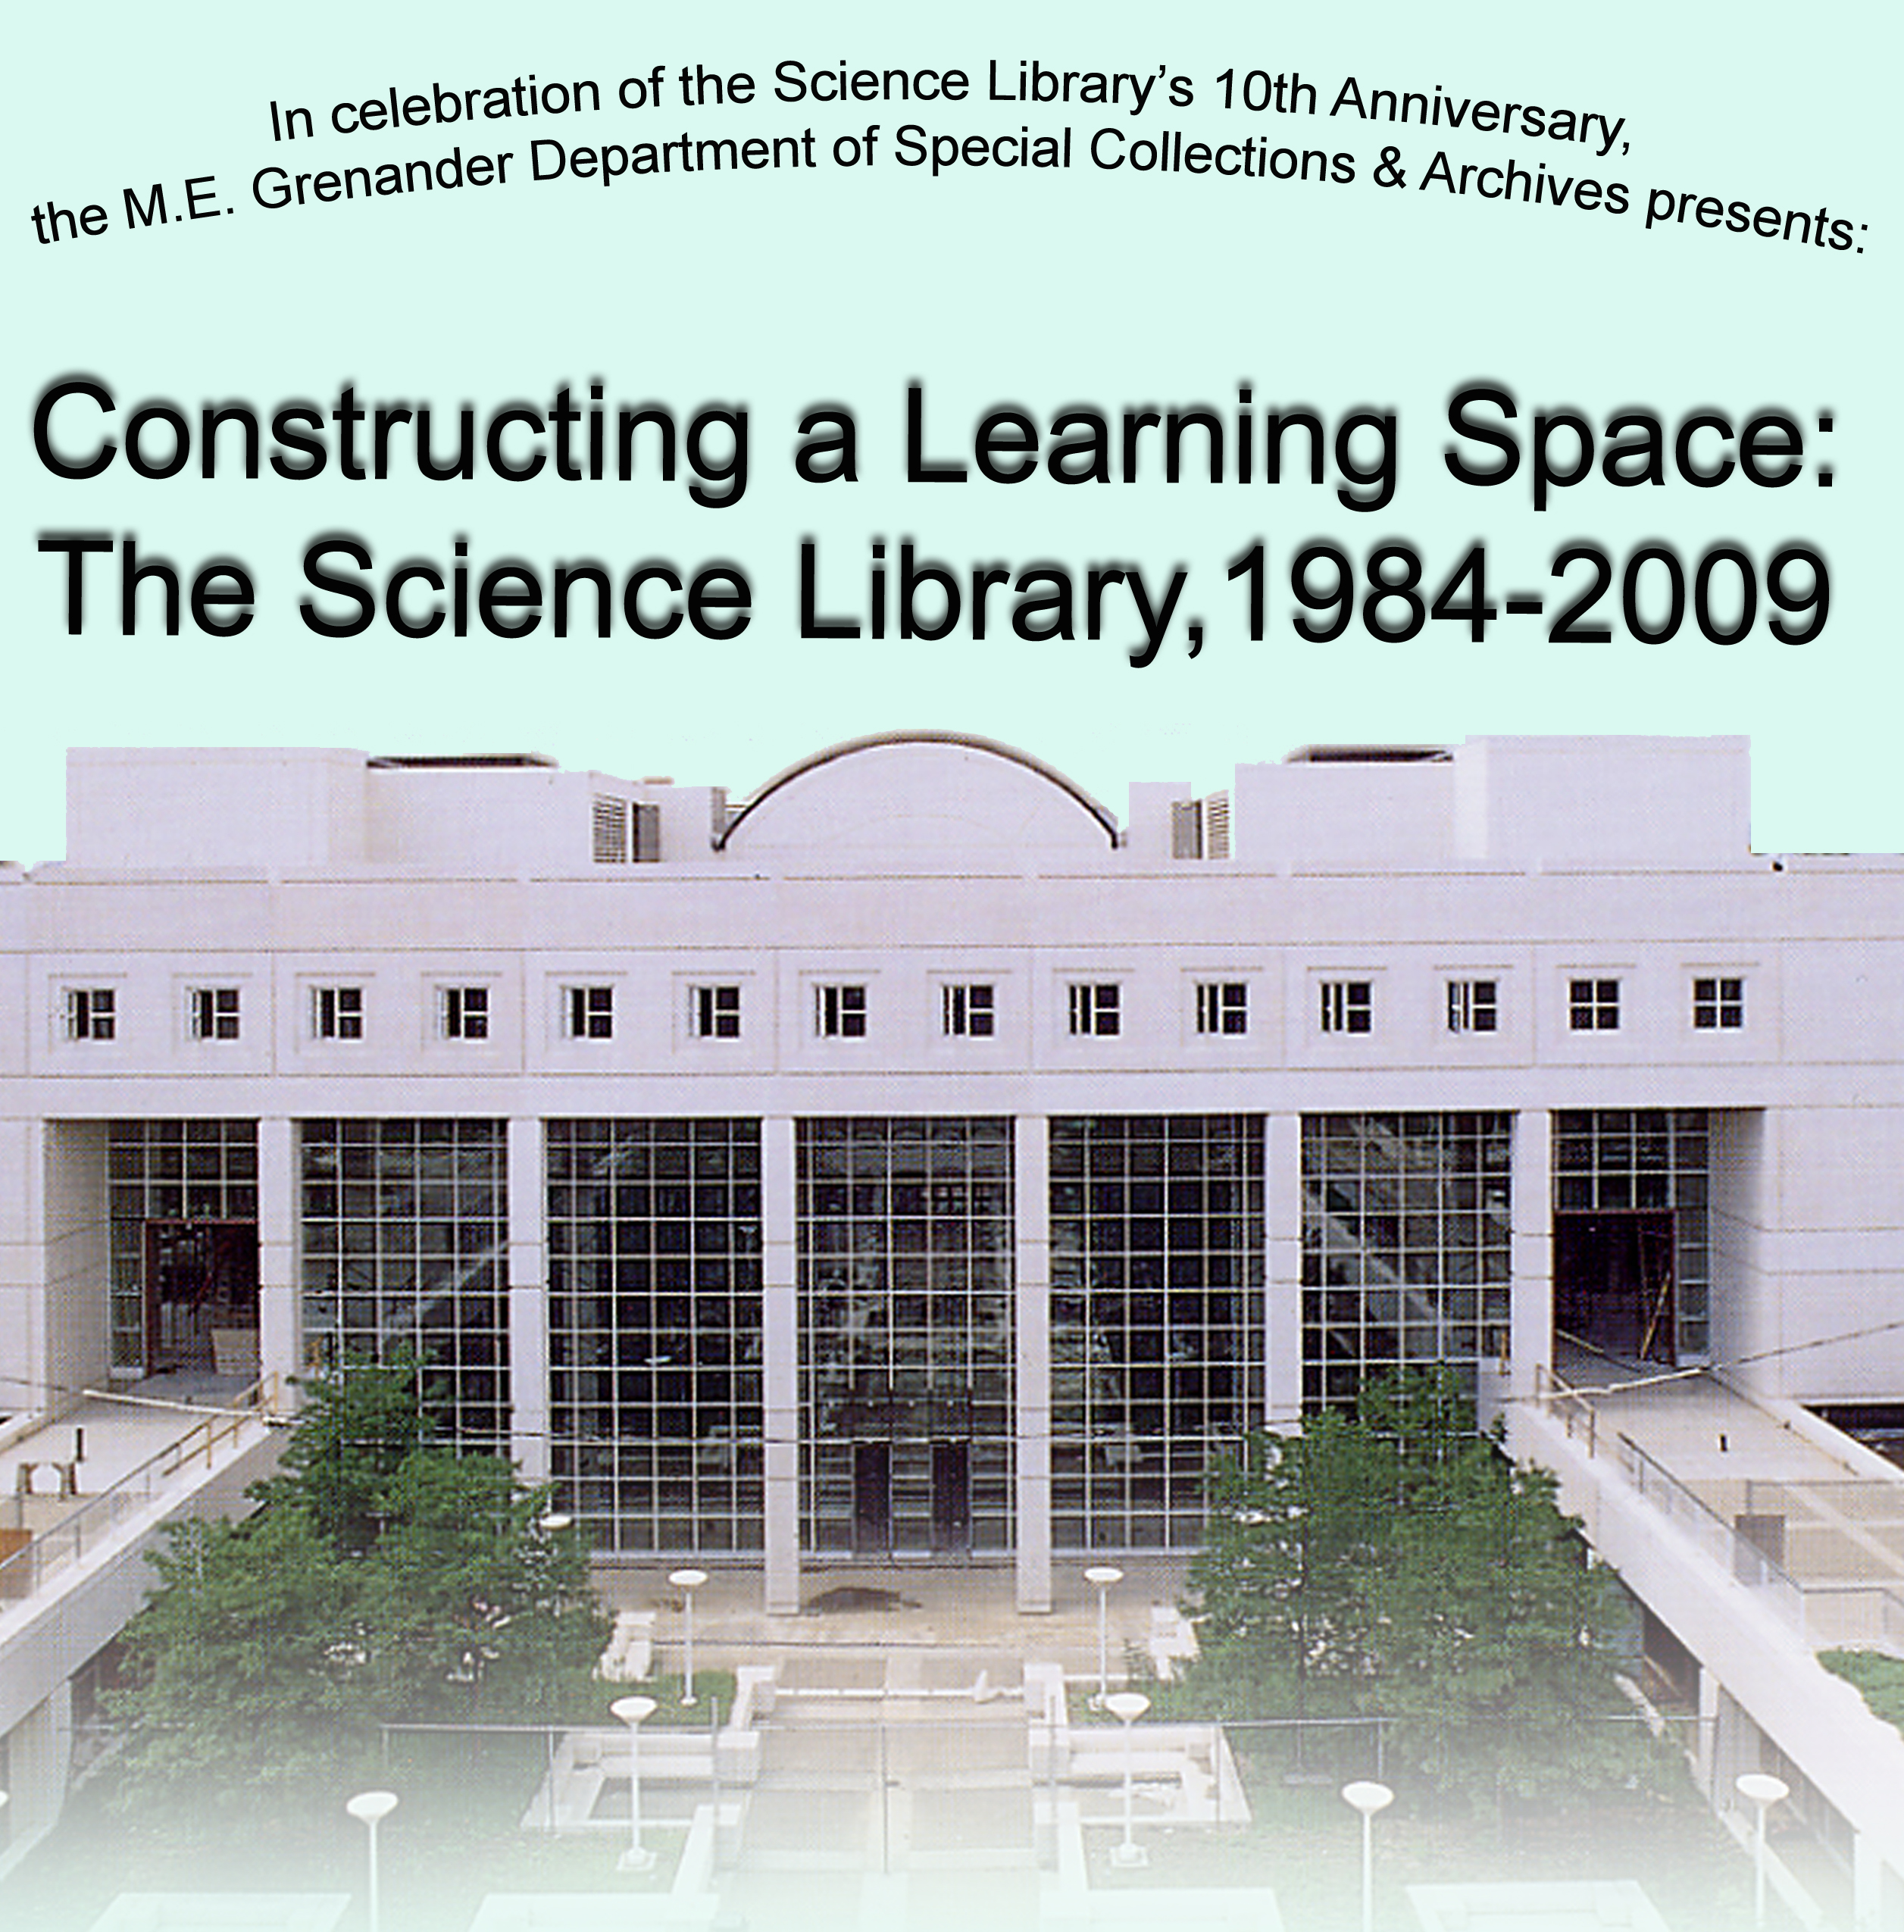 In celebration of the Science Library’s 10th Anniversary,
the M.E. Grenander Department of Special Collections & Archives presents:
Constructing a Learning Space:
The Science Library,1984-2009